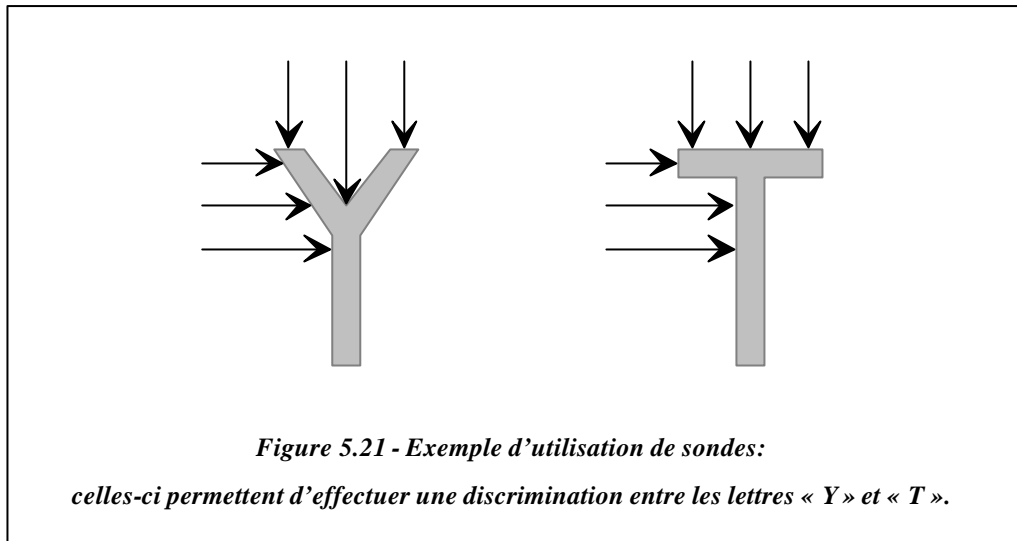 Figure 5.21 - Exemple d'utilisation de sondes:
celles-ci permettent d'effectuer une discrimination entre les lettres « Y » et « T ».